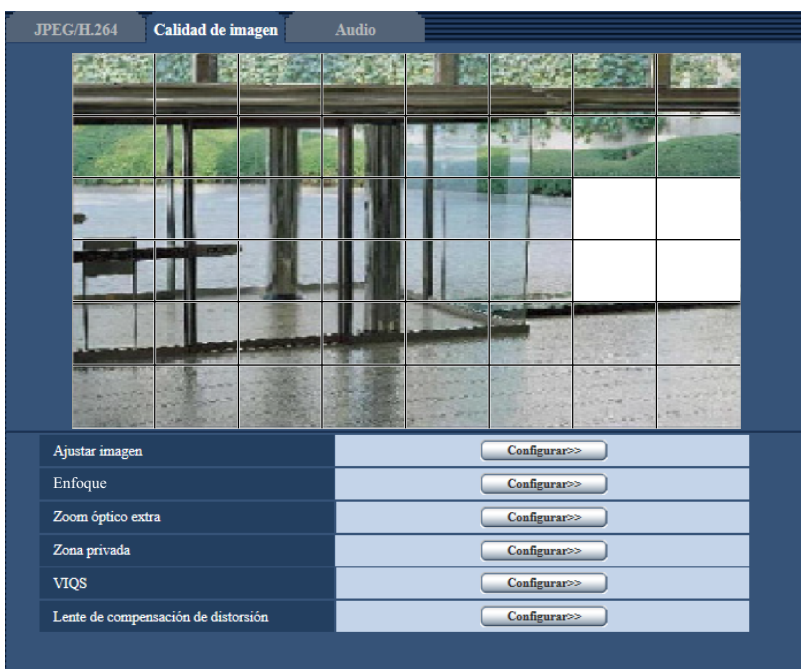 JPEG/H.264 Calidad de imagen Audio
Ajustar imagen Configurar>>
Enfoque Configurar>>
Zoom óptico extra Configurar>>
Zona privada Configurar>>
VIQS Configurar>>
Lente de compensación de distorsión Configurar>>